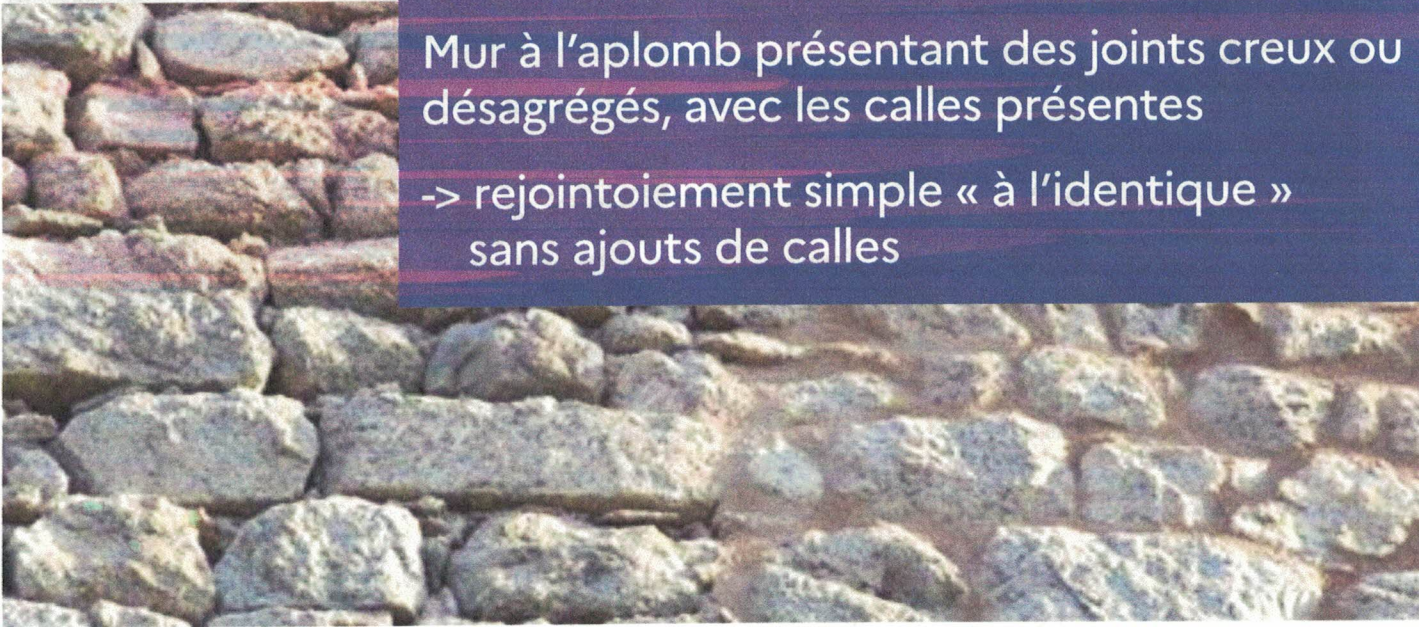 Mur à l'aplomb présentant des joints creux ou
désagrégés, avec les calles présentes
-> rejointoiement simple « à l'identique »
sans ajouts de calles